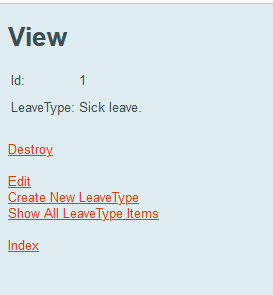 View
Id: 1
LeaveType: Sick leave.
Destroy
Edit
Create New LeaveType
Show All LeaveType Items
Index